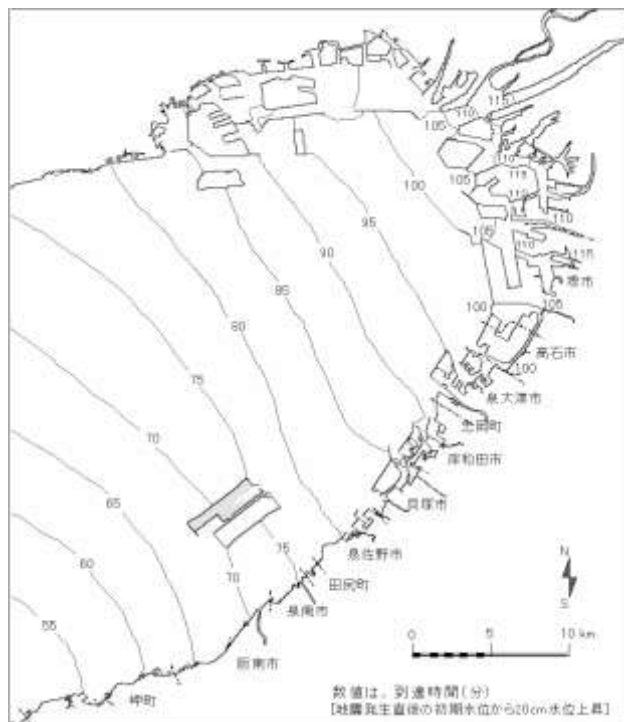 115
110
105
110
115
105
110
100
110
95
105
110
115
90
堺市
85
105
100
80
高石市
100
75
泉大津市
忠岡町
70
岸和田市
貝塚市
65
泉佐野市
75
60
田尻町
70
泉南市
N
S
55
阪南市
0
5
10 km
岬町
数値は、到達時間(分)
[地震発生直後の初期水位から20cm水位上昇]